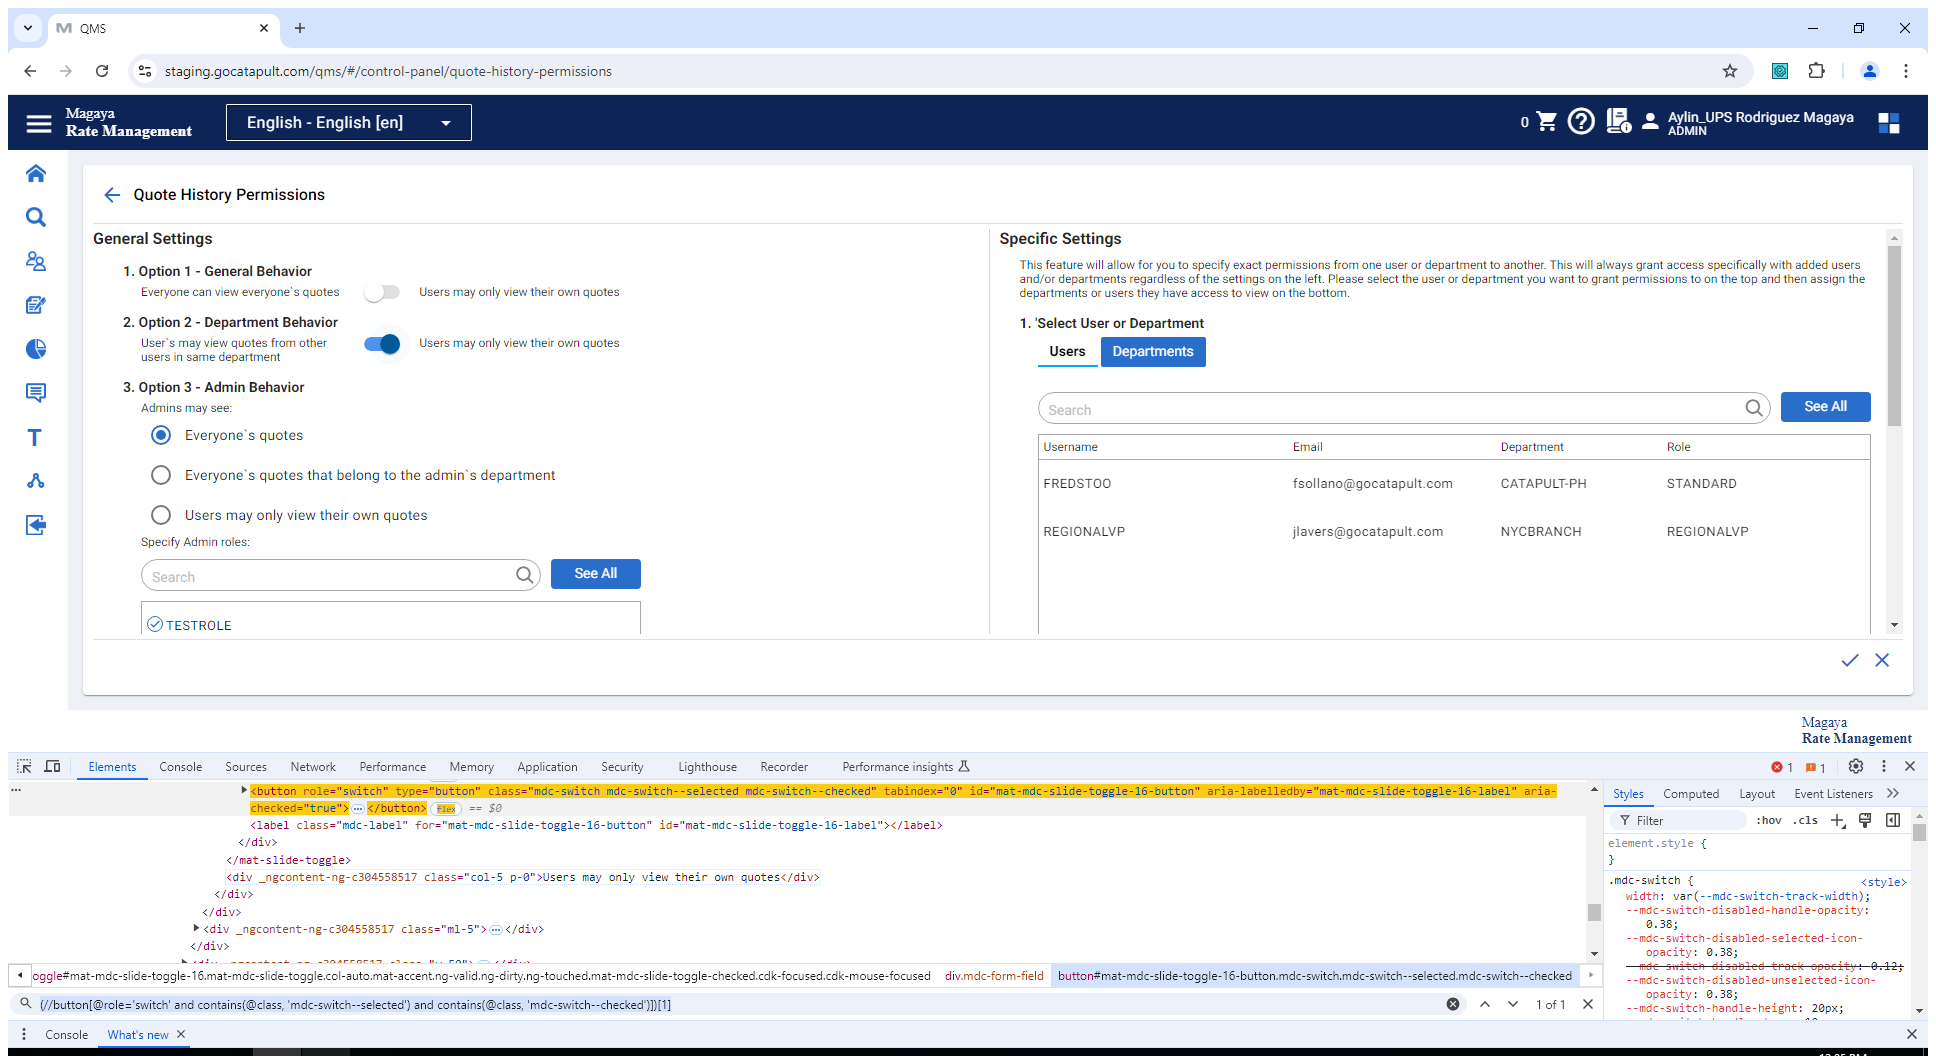 QMS
staging.gocatapult.com/qms/#/control-panel/quote-history-permissions
Magaya
Rate Management
English - English [en]
0
Aylin_UPS Rodriguez Magaya
ADMIN
Quote History Permissions
General Settings
1. Option 1 - General Behavior
Everyone can view everyone`s quotes
Users may only view their own quotes
2. Option 2 - Department Behavior
User`s may view quotes from other
users in same department
Users may only view their own quotes
3. Option 3 - Admin Behavior
Admins may see:
Everyone`s quotes
Everyone`s quotes that belong to the admin`s department
Users may only view their own quotes
Specify Admin roles:
Search
See All
TESTROLE
Specific Settings
This feature will allow for you to specify exact permissions from one user or department to another. This will always grant access specifically with added users
and/or departments regardless of the settings on the left. Please select the user or department you want to grant permissions to on the top and then assign the
departments or users they have access to view on the bottom.
1. 'Select User or Department
Users
Departments
Search
See All
Username Email Department Role
FREDSTOO fsollano@gocatapult.com CATAPULT-PH STANDARD
REGIONALVP jlavers@gocatapult.com NYCBRANCH REGIONALVP
Magaya
Rate Management
Elements Console Sources Network Performance Memory Application Security Lighthouse Recorder Performance insights
1 1
<button role="switch" type="button" class="mdc-switch mdc-switch--selected mdc-switch--checked" tabindex="0" id="mat-mdc-slide-toggle-16-button" aria-labelledby="mat-mdc-slide-toggle-16-label" aria-
checked="true"> </button> flex == $0
<label class="mdc-label" for="mat-mdc-slide-toggle-16-button" id="mat-mdc-slide-toggle-16-label"></label>
</div>
</mat-slide-toggle>
<div _ngcontent-ng-c304558517 class="col-5 p-0">Users may only view their own quotes</div>
</div>
</div>
<div _ngcontent-ng-c304558517 class="ml-5"> </div>
</div>
oggle#mat-mdc-slide-toggle-16.mat-mdc-slide-toggle.col-auto.mat-accent.ng-valid.ng-dirty.ng-touched.mat-mdc-slide-toggle-checked.cdk-focused.cdk-mouse-focused div.mdc-form-field button#mat-mdc-slide-toggle-16-button.mdc-switch.mdc-switch--selected.mdc-switch--checked
(//button[@role='switch' and contains(@class, 'mdc-switch--selected') and contains(@class, 'mdc-switch--checked')])[1]
1 of 1
Styles Computed Layout Event Listeners
Filter
:hov .cls
element.style {
}
.mdc-switch { <style>
width: var(--mdc-switch-track-width);
--mdc-switch-disabled-handle-opacity:
0.38;
--mdc-switch-disabled-selected-icon-
opacity: 0.38;
--mdc-switch-disabled-track-opacity: 0.12;
--mdc-switch-disabled-unselected-icon-
opacity: 0.38;
--mdc-switch-handle-height: 20px;
Console What's new